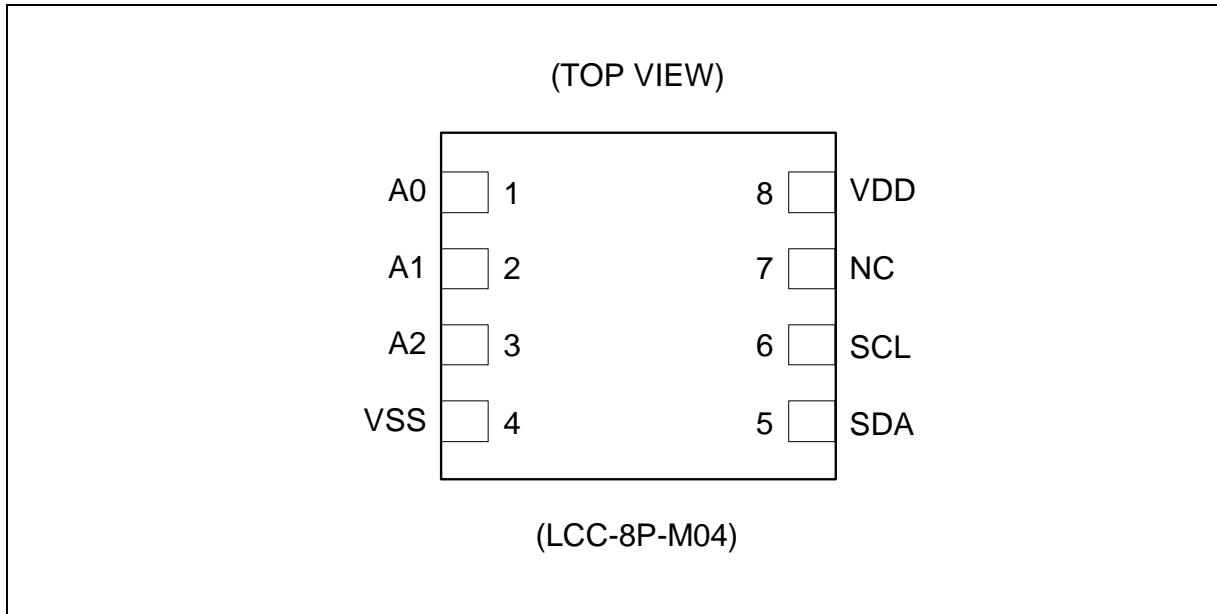 (TOP VIEW)
A0 1 8 VDD
A1 2 7 NC
A2 3 6 SCL
VSS 4 5 SDA
(LCC-8P-M04)